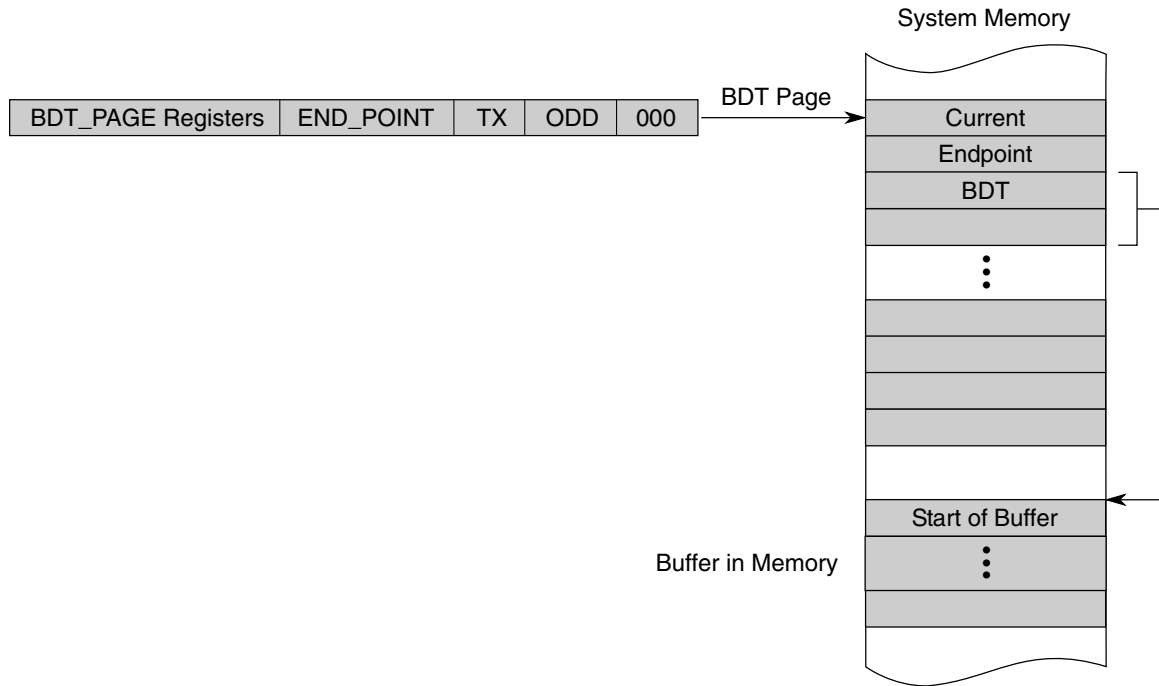 System Memory
BDT_PAGE Registers END_POINT TX ODD 000
BDT Page
Current
Endpoint
BDT
Start of Buffer
Buffer in Memory